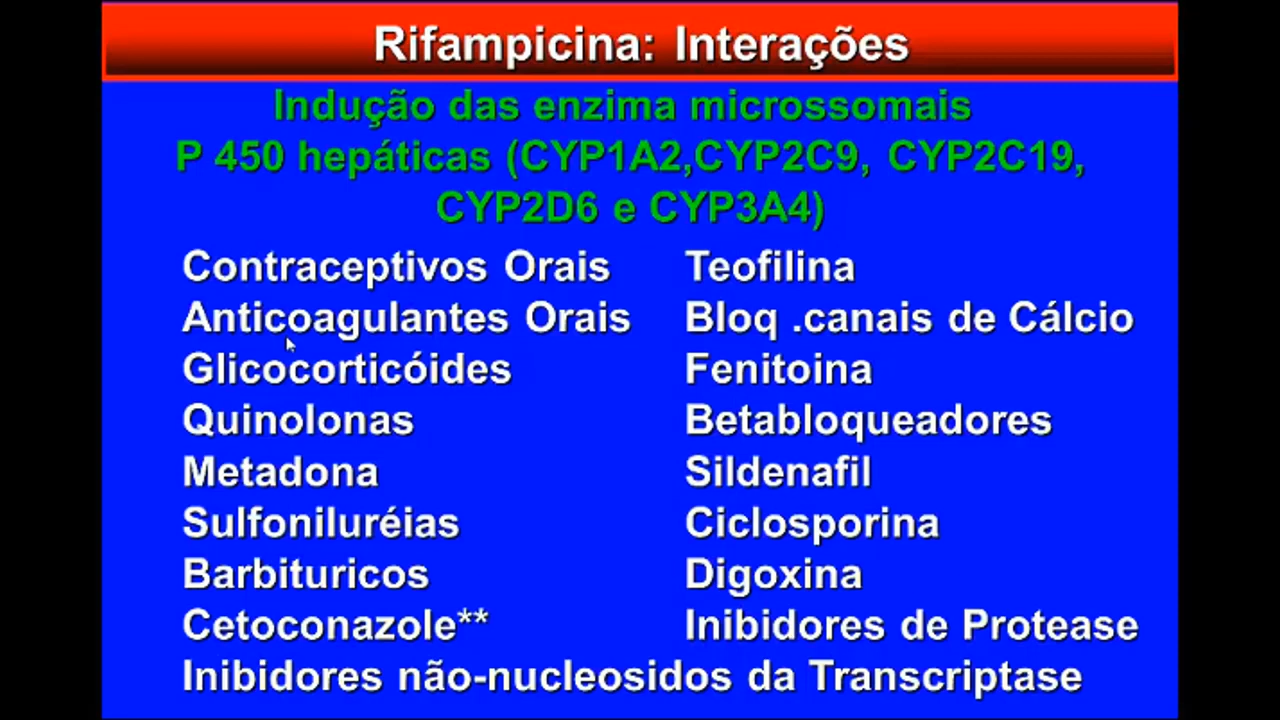 Rifampicina: Interações
Indução das enzima microssomais
P 450 hepáticas (CYP1A2,CYP2C9, CYP2C19,
CYP2D6 e CYP3A4)
Contraceptivos Orais
Anticoagulantes Orais
Glicocorticóides
Quinolonas
Metadona
Sulfoniluréias
Barbituricos
Cetoconazole**
Teofilina
Bloq .canais de Cálcio
Fenitoina
Betabloqueadores
Sildenafil
Ciclosporina
Digoxina
Inibidores de Protease
Inibidores não-nucleosidos da Transcriptase